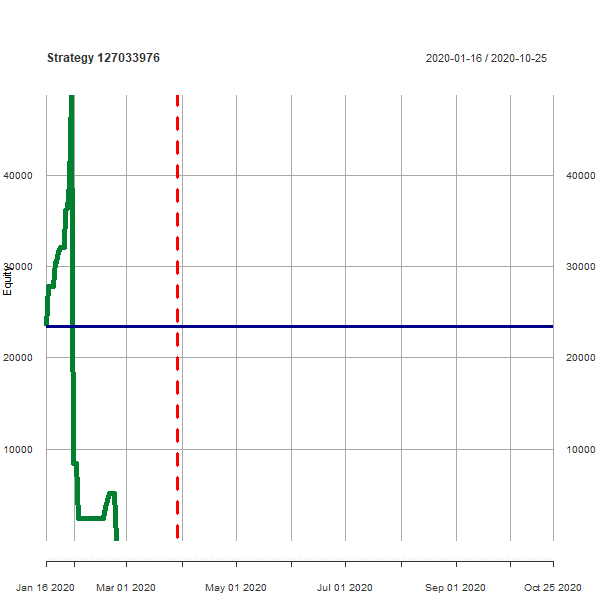 Strategy 127033976
2020-01-16 / 2020-10-25
40000
40000
30000
30000
Equity
20000
20000
10000
10000
Jan 16 2020
Mar 01 2020
May 01 2020
Jul 01 2020
Sep 01 2020
Oct 25 2020